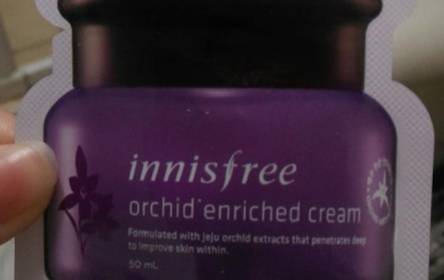 innisfree
orchid enriched cream
Formulated with Jeju orchid extracts that penetrates deep
to improve skin within.
50 mL